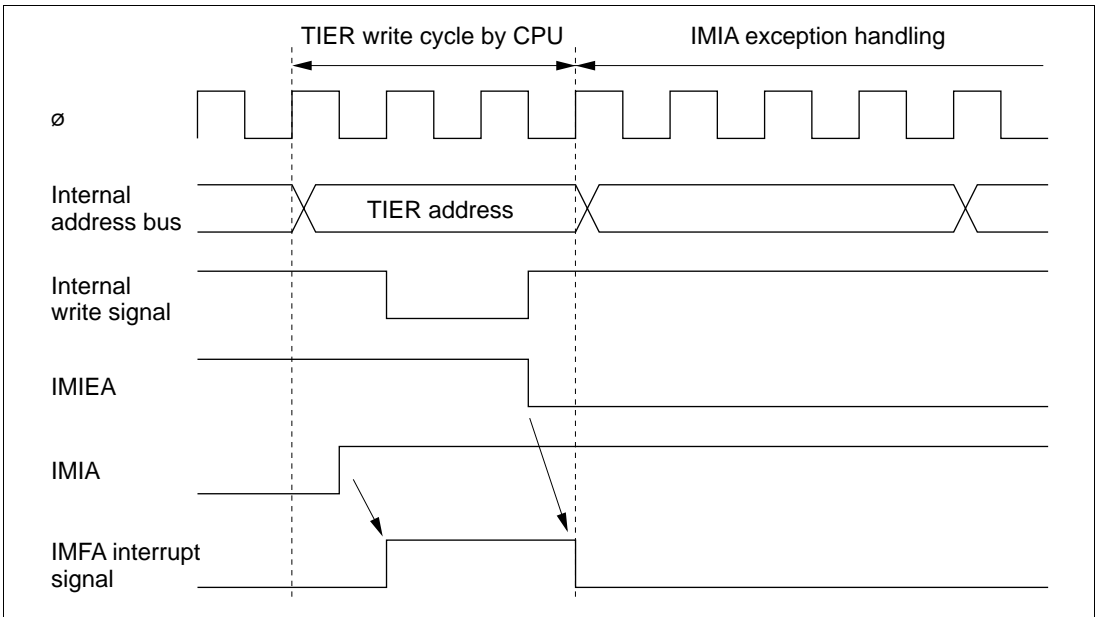 TIER write cycle by CPU
IMIA exception handling
ø
Internal
address bus
TIER address
Internal
write signal
IMIEA
IMIA
IMFA interrupt
signal